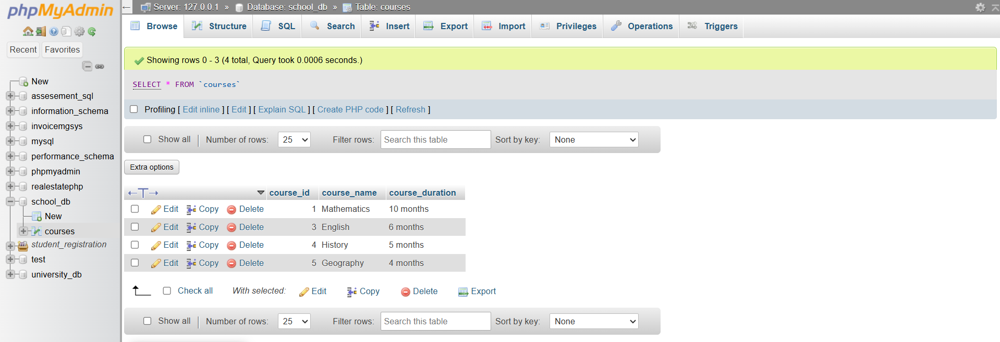 phpMyAdmin
Recent Favorites
New
assesement_sql
information_schema
invoicemgsys
mysql
performance_schema
phpmyadmin
realestatephp
school_db
New
courses
student_registration
test
university_db
Server: 127.0.0.1 » Database: school_db » Table: courses
Browse Structure SQL Search Insert Export Import Privileges Operations Triggers
Showing rows 0 - 3 (4 total, Query took 0.0006 seconds.)
SELECT * FROM `courses`
Profiling [ Edit inline ] [ Edit ] [ Explain SQL ] [ Create PHP code ] [ Refresh ]
Show all | Number of rows: 25 Filter rows: Search this table Sort by key: None
Extra options
←T→ course_id course_name course_duration
Edit Copy Delete 1 Mathematics 10 months
Edit Copy Delete 3 English 6 months
Edit Copy Delete 4 History 5 months
Edit Copy Delete 5 Geography 4 months
Check all With selected: Edit Copy Delete Export
Show all | Number of rows: 25 Filter rows: Search this table Sort by key: None